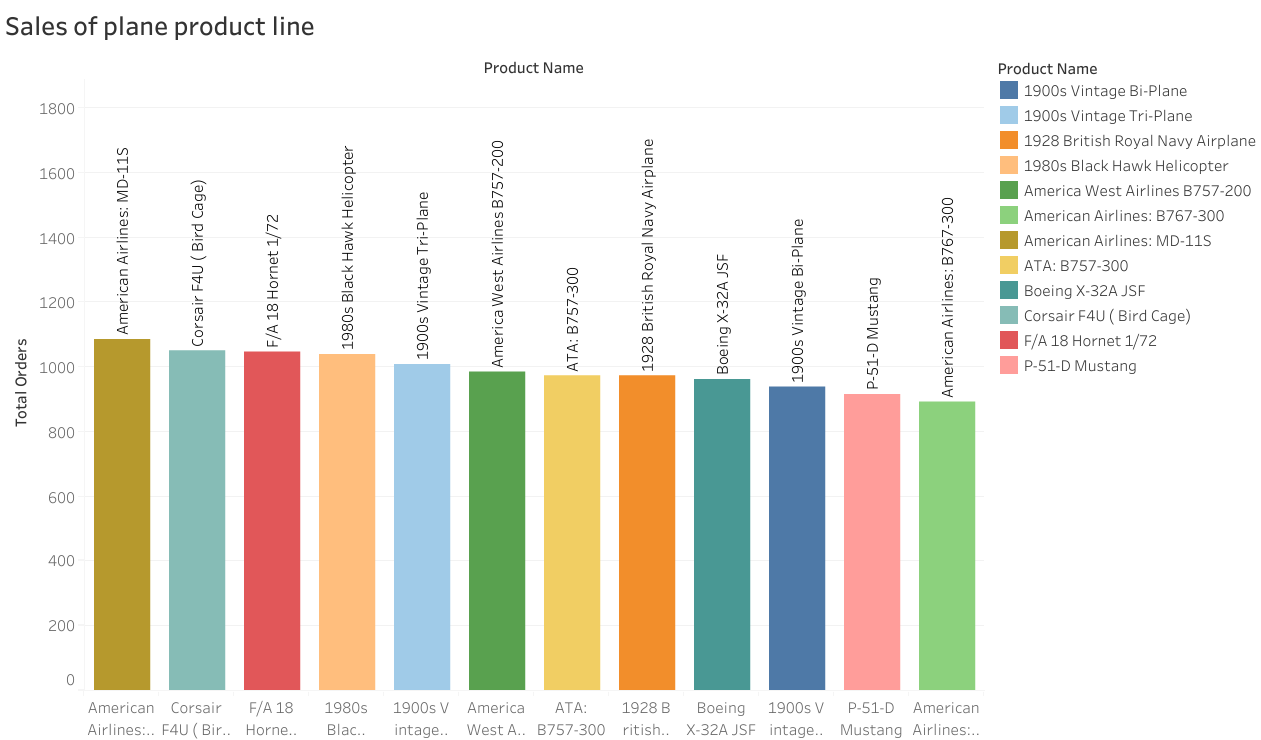 Sales of plane product line
Product Name
Total Orders
1800
1600
1400
1200
1000
800
600
400
200
0
American Airlines: MD-11S
Corsair F4U ( Bird Cage)
F/A 18 Hornet 1/72
1980s Black Hawk Helicopter
1900s Vintage Tri-Plane
America West Airlines B757-200
ATA: B757-300
1928 British Royal Navy Airplane
Boeing X-32A JSF
1900s Vintage Bi-Plane
P-51-D Mustang
American Airlines: B767-300
American
Airlines:..
Corsair
F4U ( Bir..
F/A 18
Horne..
1980s
Blac..
1900s V
intage..
America
West A..
ATA:
B757-300
1928 B
ritish..
Boeing
X-32A JSF
1900s V
intage..
P-51-D
Mustang
American
Airlines:..
Product Name
1900s Vintage Bi-Plane
1900s Vintage Tri-Plane
1928 British Royal Navy Airplane
1980s Black Hawk Helicopter
America West Airlines B757-200
American Airlines: B767-300
American Airlines: MD-11S
ATA: B757-300
Boeing X-32A JSF
Corsair F4U ( Bird Cage)
F/A 18 Hornet 1/72
P-51-D Mustang